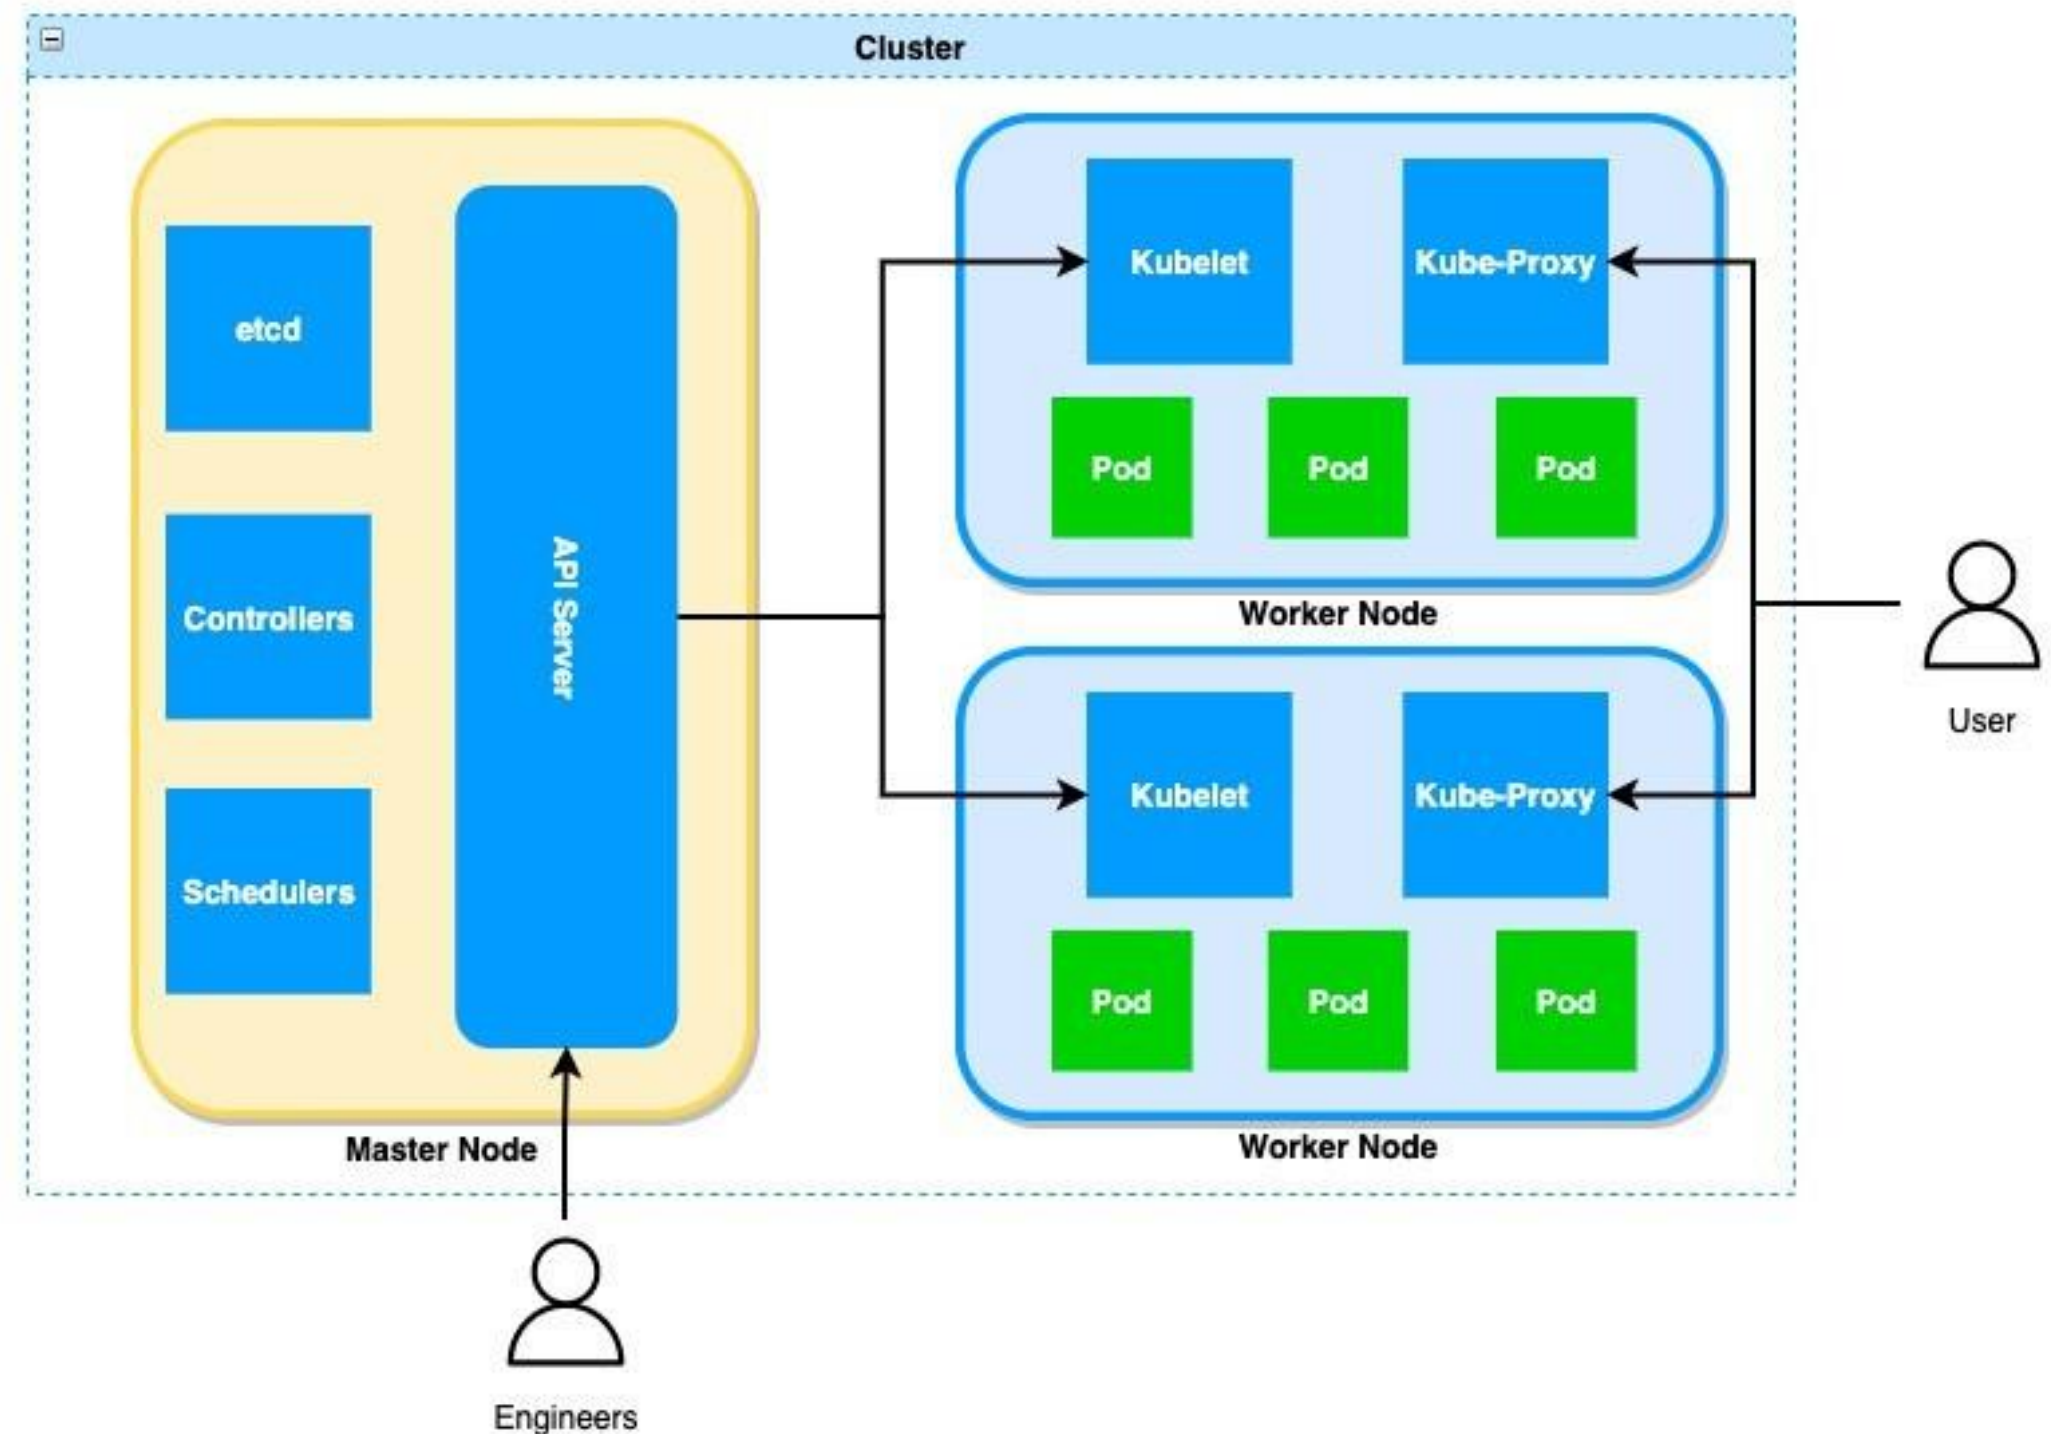 Cluster
etcd
Controllers
Schedulers
API Server
Master Node
Kubelet
Kube-Proxy
Pod
Pod
Pod
Worker Node
Kubelet
Kube-Proxy
Pod
Pod
Pod
Worker Node
User
Engineers